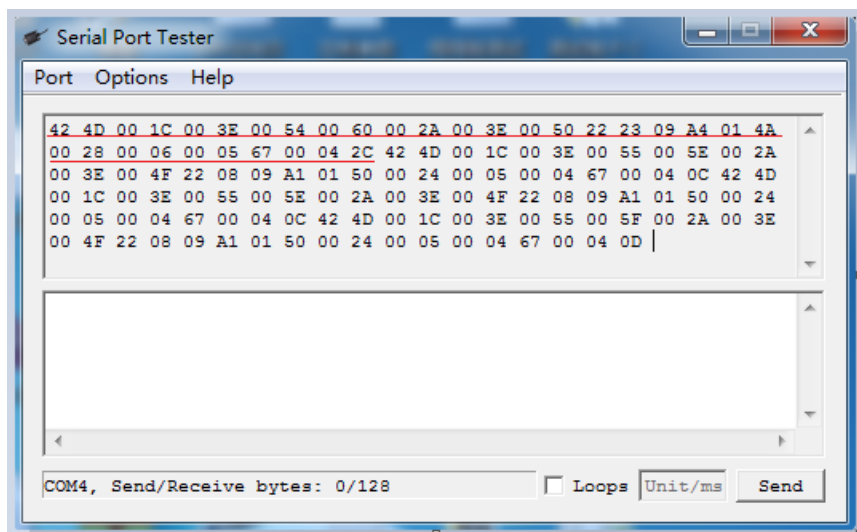 Serial Port Tester
Port Options Help
42 4D 00 1C 00 3E 00 54 00 60 00 2A 00 3E 00 50 22 23 09 A4 01 4A
00 28 00 06 00 05 67 00 04 2C 42 4D 00 1C 00 3E 00 55 00 5E 00 2A
00 3E 00 4F 22 08 09 A1 01 50 00 24 00 05 00 04 67 00 04 0C 42 4D
00 1C 00 3E 00 55 00 5E 00 2A 00 3E 00 4F 22 08 09 A1 01 50 00 24
00 05 00 04 67 00 04 0C 42 4D 00 1C 00 3E 00 55 00 5F 00 2A 00 3E
00 4F 22 08 09 A1 01 50 00 24 00 05 00 04 67 00 04 0D
COM4, Send/Receive bytes: 0/128
Loops
Unit/ms
Send